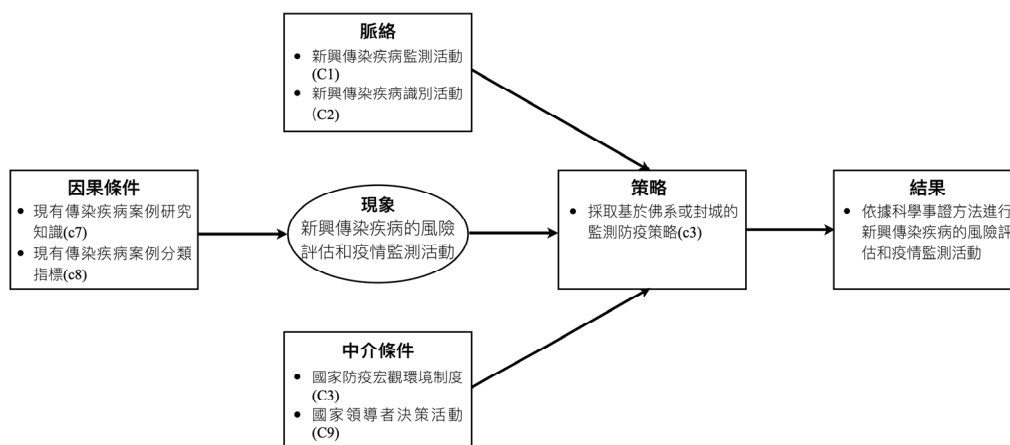 脈絡
• 新興傳染疾病監測活動
(C1)
• 新興傳染疾病識別活動
(C2)
因果條件
• 現有傳染疾病案例研究
知識(c7)
• 現有傳染疾病案例分類
指標(c8)
現象
新興傳染疾病的風險
評估和疫情監測活動
策略
• 採取基於佛系或封城的
監測防疫策略(c3)
結果
• 依據科學事證方法進行
新興傳染疾病的風險評
估和疫情監測活動
中介條件
• 國家防疫宏觀環境制度
(C3)
• 國家領導者決策活動
(C9)